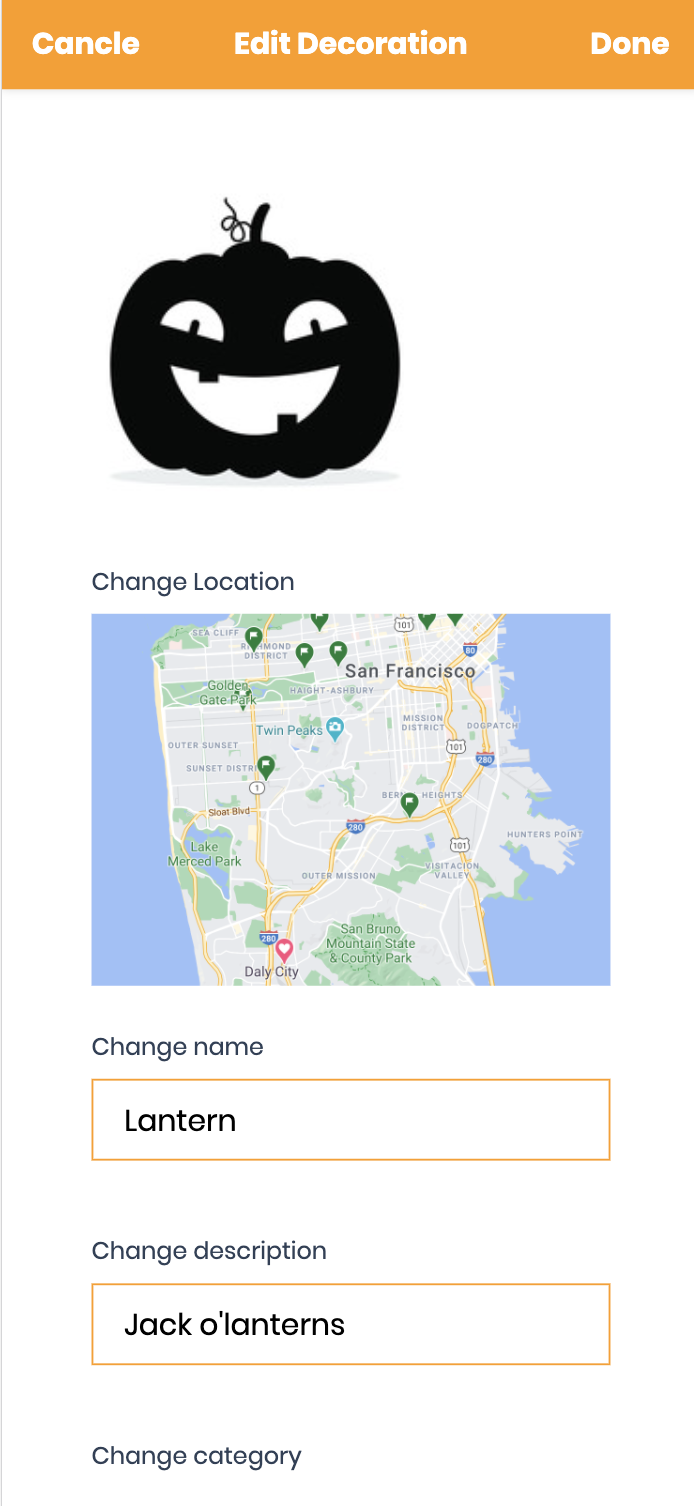 Cancle Edit Decoration Done
Change Location
SEA CLIFF
101
RICHMOND
DISTRICT
80
San Francisco
Golden
Gate Park
HAIGHT-ASHBURY
MISSION
DISTRICT
DOGPATCH
Twin Peaks
OUTER SUNSET
101
280
SUNSET DISTRI
1
BERN HEIGHTS
Sloat Blvd
280
HUNTERS POINT
Lake
Merced Park
101
VISITACION
VALLEY
OUTER MISSION
San Bruno
Mountain State
& County Park
280
Daly City
Change name
Lantern
Change description
Jack o'lanterns
Change category